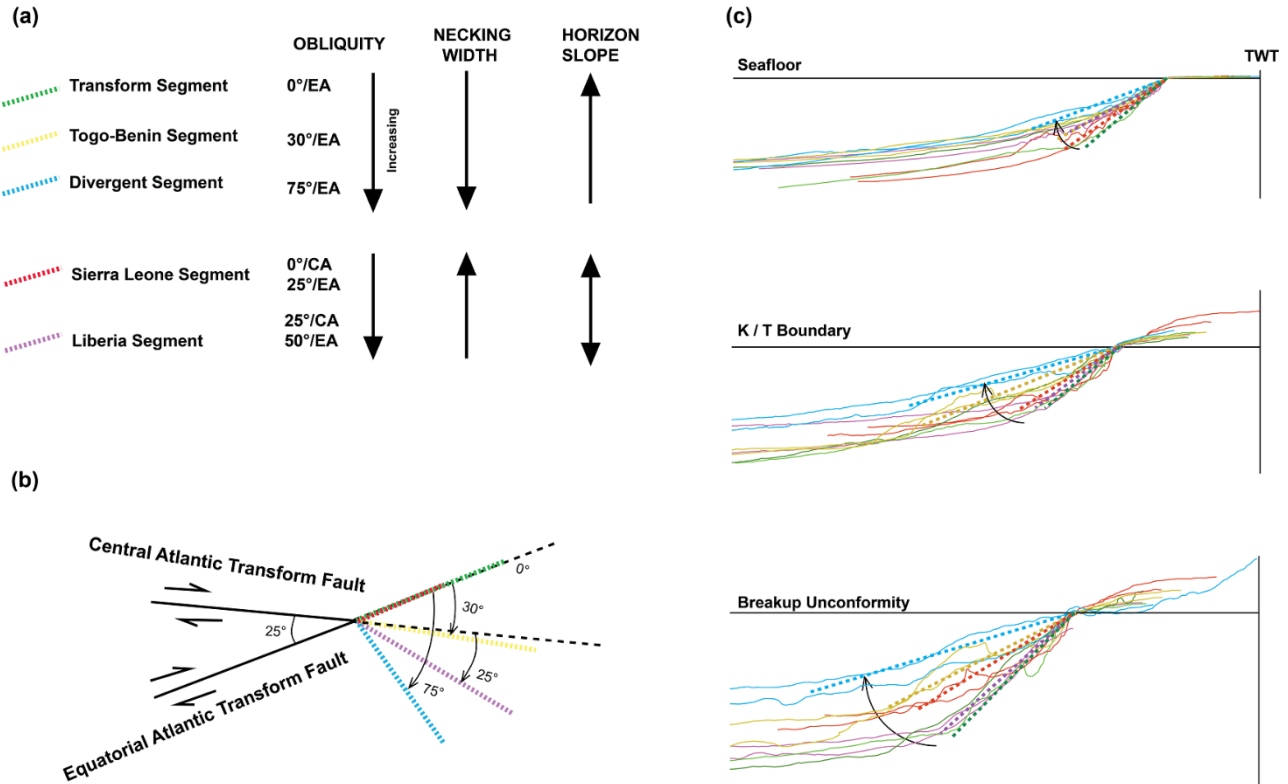 (a)
OBLIQUITY
NECKING
WIDTH
HORIZON
SLOPE
Transform Segment
0°/EA
Togo-Benin Segment
30°/EA
Divergent Segment
75°/EA
Increasing
Sierra Leone Segment
0°/CA
25°/EA
Liberia Segment
25°/CA
50°/EA
(b)
Central Atlantic Transform Fault
Equatorial Atlantic Transform Fault
25°
0°
30°
25°
75°
(c)
Seafloor
TWT
K / T Boundary
Breakup Unconformity